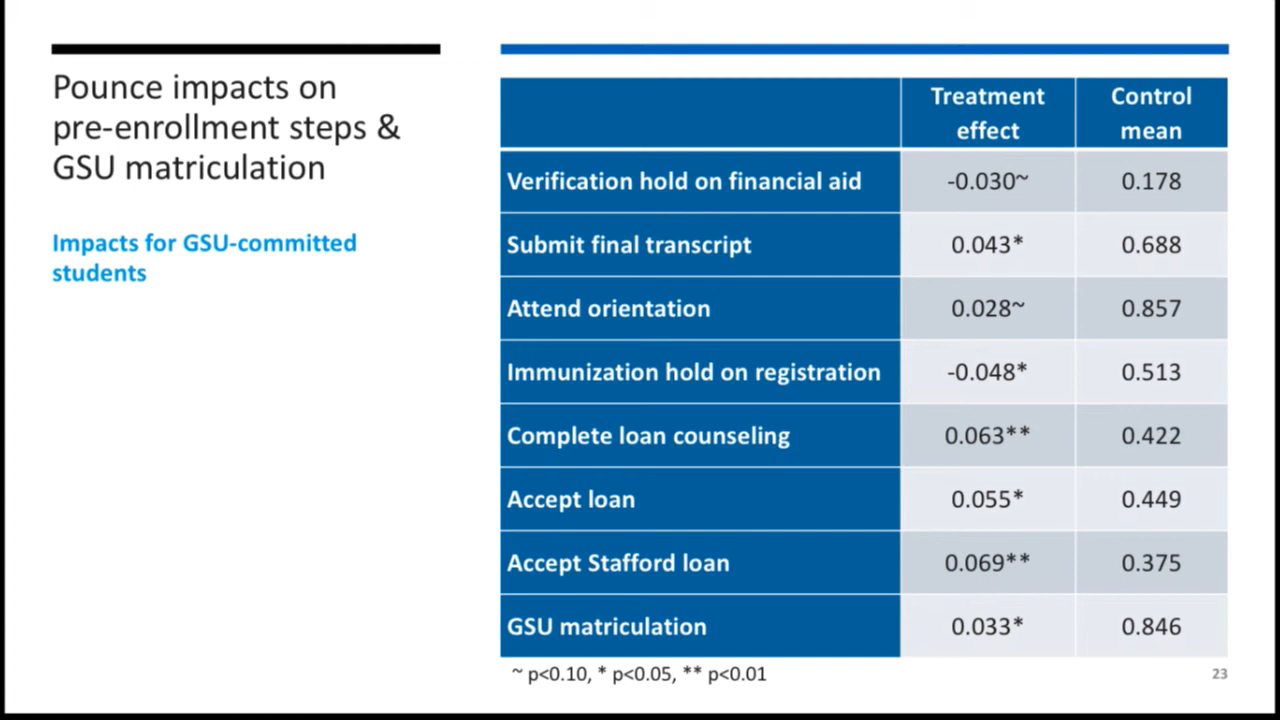 Pounce impacts on
pre-enrollment steps &
GSU matriculation
Impacts for GSU-committed
students
Treatment effect Control mean
Verification hold on financial aid -0.030~ 0.178
Submit final transcript 0.043* 0.688
Attend orientation 0.028~ 0.857
Immunization hold on registration -0.048* 0.513
Complete loan counseling 0.063** 0.422
Accept loan 0.055* 0.449
Accept Stafford loan 0.069** 0.375
GSU matriculation 0.033* 0.846
~ p<0.10, * p<0.05, ** p<0.01
23